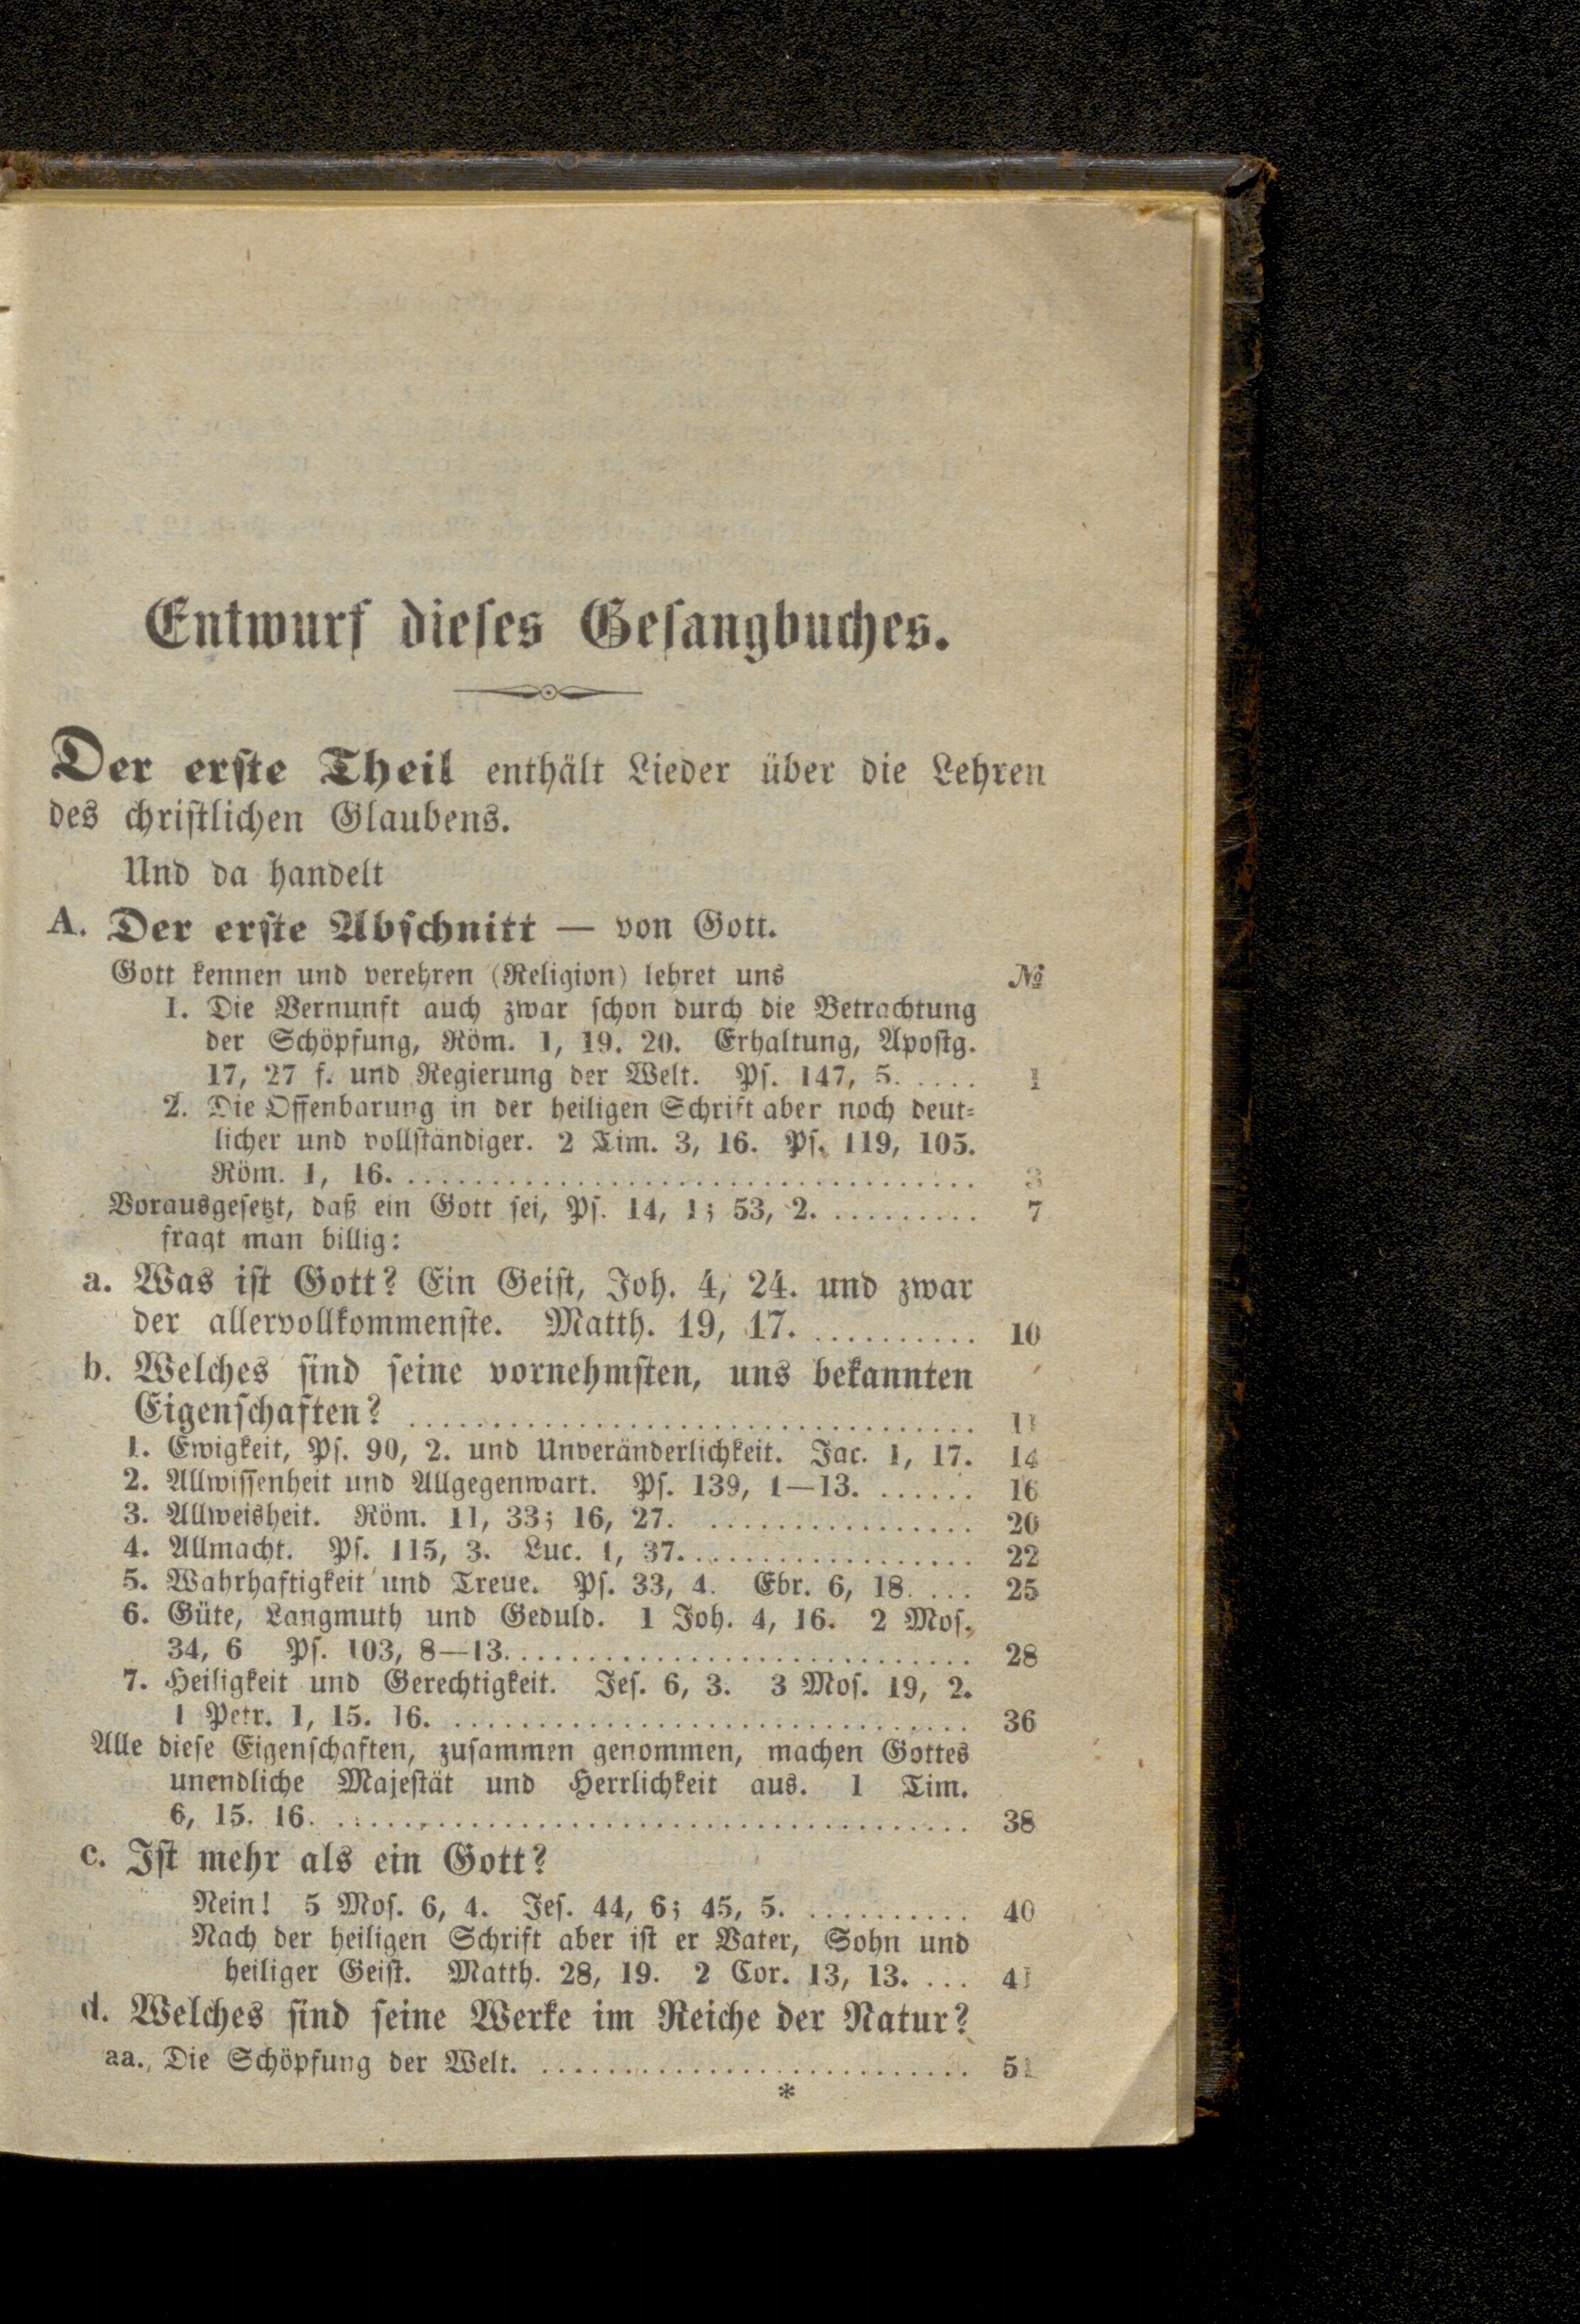 Entwurf dieses Gesangbuches.
Der erste Theil enthält Lieder über die Lehren
des christlichen Glaubens.
Und da handelt
A. Der erste Abschnitt — von Gott.
Gott kennen und verehren (Religion) lehret uns №
1. Die Vernunft auch zwar schon durch die Betrachtung
der Schöpfung, Röm. 1, 19. 20. Erhaltung, Apostg.
17, 27 f. und Regierung der Welt. Ps. 147, 5. .... 1
2. Die Offenbarung in der heiligen Schrift aber noch deut-
licher und vollständiger. 2 Tim. 3, 16. Ps. 119, 105.
Röm. 1, 16. .................................. 3
Vorausgesetzt, daß ein Gott sei, Ps. 14, 1; 53, 2. ......... 7
fragt man billig:
a. Was ist Gott? Ein Geist, Joh. 4, 24. und zwar
der allervollkommenste. Matth. 19, 17. .......... 10
b. Welches sind seine vornehmsten, uns bekannten
Eigenschaften? .................................. 11
1. Ewigkeit, Ps. 90, 2. und Unveränderlichkeit. Jac. 1, 17. 14
2. Allwissenheit und Allgegenwart. Ps. 139, 1—13. ...... 16
3. Allweisheit. Röm. 11, 33; 16, 27. ................ 20
4. Allmacht. Ps. 115, 3. Luc. 1, 37. ................. 22
5. Wahrhaftigkeit und Treue. Ps. 33, 4. Ebr. 6, 18. ... 25
6. Güte, Langmuth und Geduld. 1 Joh. 4, 16. 2 Mos.
34, 6 Ps. 103, 8—13. ........................... 28
7. Heiligkeit und Gerechtigkeit. Jes. 6, 3. 3 Mos. 19, 2.
1 Petr. 1, 15. 16. ............................... 36
Alle diese Eigenschaften, zusammen genommen, machen Gottes
unendliche Majestät und Herrlichkeit aus. 1 Tim.
6, 15. 16. ...................................... 38
c. Ist mehr als ein Gott?
Nein! 5 Mos. 6, 4. Jes. 44, 6; 45, 5. .......... 40
Nach der heiligen Schrift aber ist er Vater, Sohn und
heiliger Geist. Matth. 28, 19. 2 Cor. 13, 13. ... 41
d. Welches sind seine Werke im Reiche der Natur?
aa. Die Schöpfung der Welt. .......................... 51
*